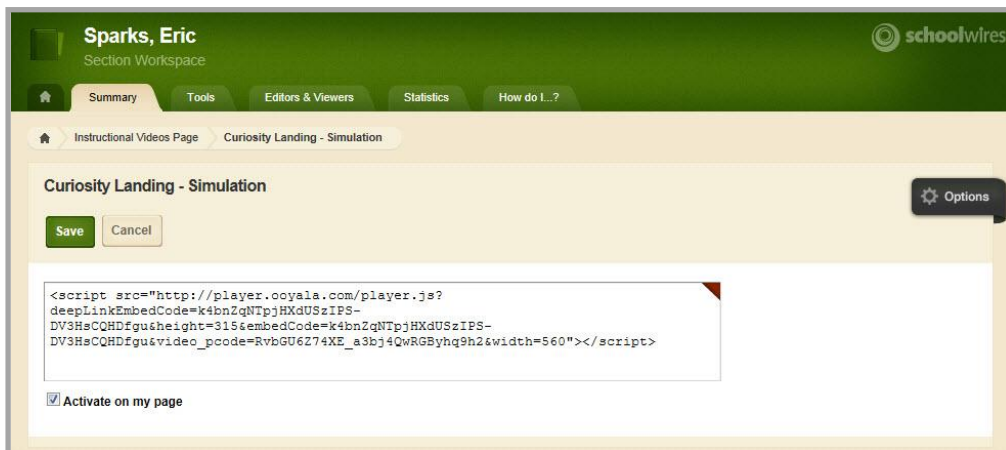 Sparks, Eric
Section Workspace
schoolwires
Summary Tools Editors & Viewers Statistics How do I...?
Instructional Videos Page Curiosity Landing - Simulation
Curiosity Landing - Simulation
Options
Save Cancel
<script src="http://player.ooyala.com/player.js?
deepLinkEmbedCode=k4bnZqNTpjHXdUSzIPS-
DV3HsCQHDfgu&height=315&embedCode=k4bnZqNTpjHXdUSzIPS-
DV3HsCQHDfgu&video_pcode=RvbGU6Z74XE_a3bj4QwRGByhq9h2&width=560"></script>
Activate on my page